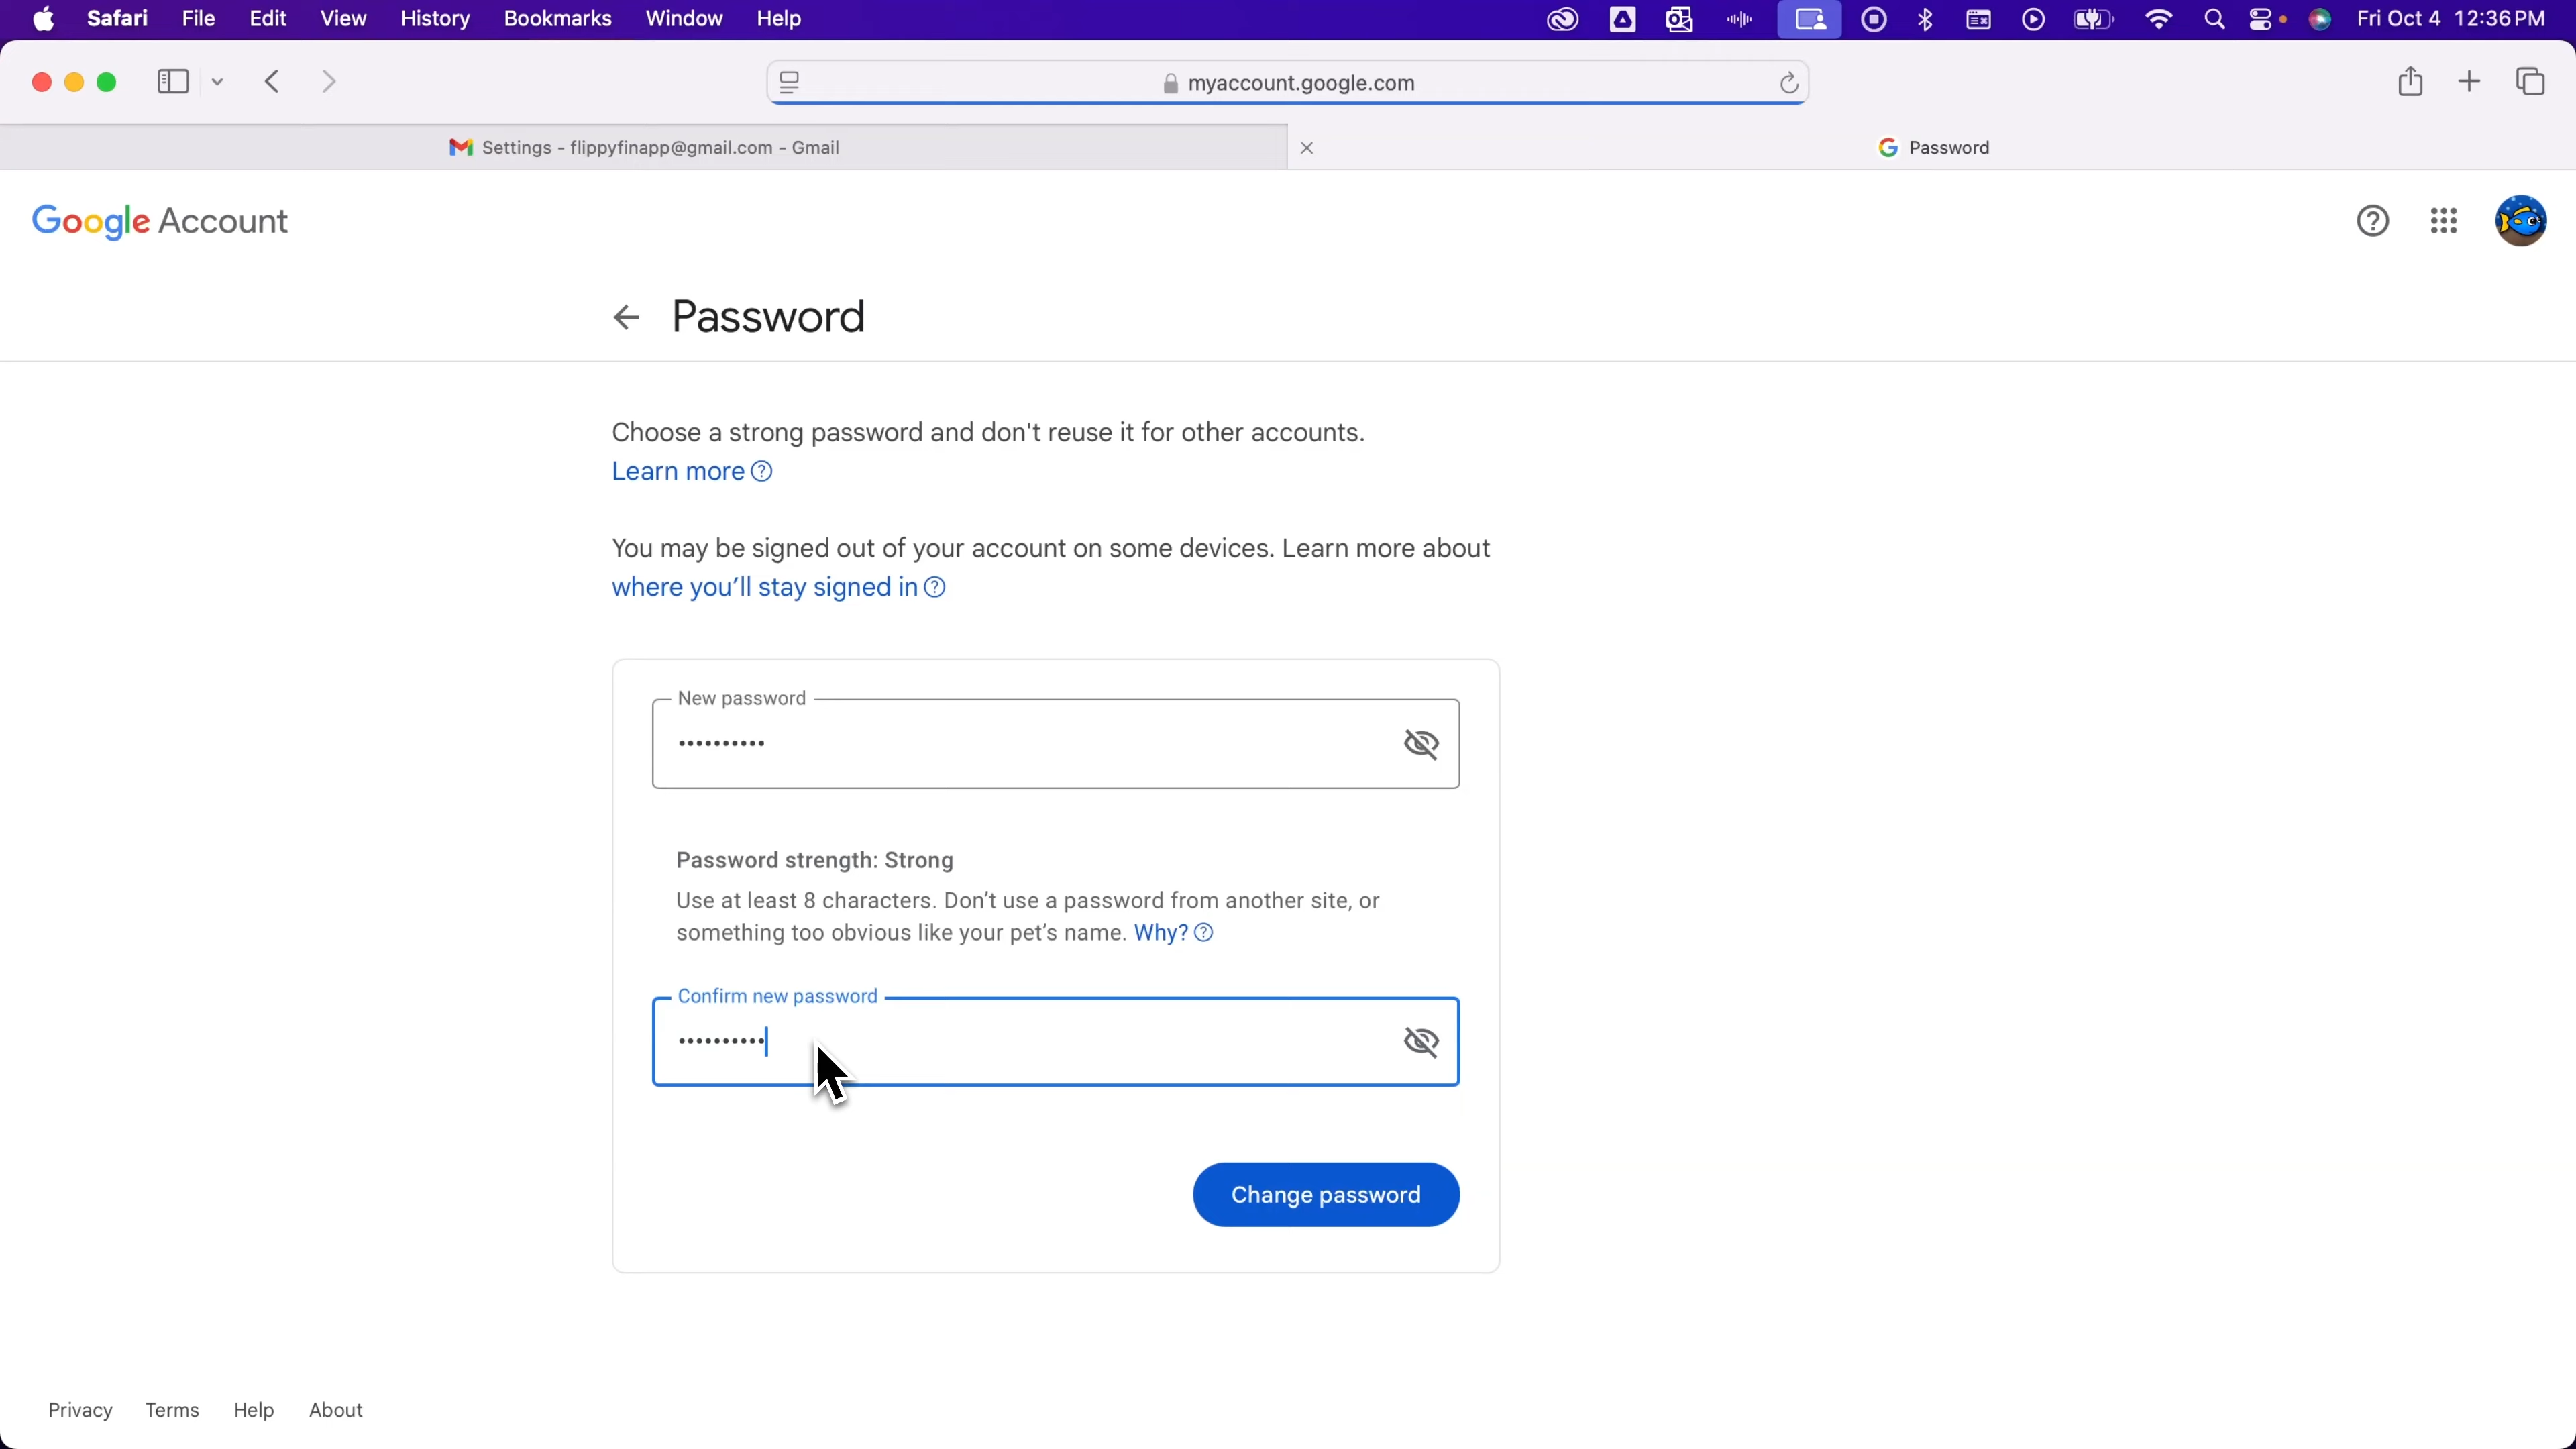 Safari File Edit View History Bookmarks Window Help Fri Oct 4 12:36 PM
myaccount.google.com
Settings - flippyfinapp@gmail.com - Gmail
Password
Google Account
Password
Choose a strong password and don't reuse it for other accounts.
Learn more
You may be signed out of your account on some devices. Learn more about
where you’ll stay signed in
New password
••••••••••
Password strength: Strong
Use at least 8 characters. Don’t use a password from another site, or
something too obvious like your pet’s name. Why?
Confirm new password
••••••••••
Change password
Privacy Terms Help About